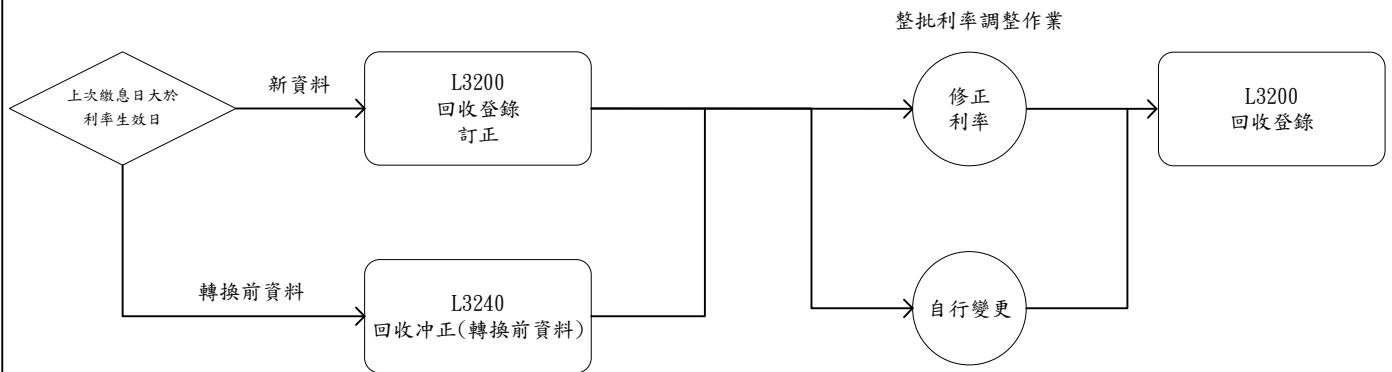 整批利率調整作業
上次繳息日大於
利率生效日
新資料
L3200
回收登錄
訂正
修正
利率
L3200
回收登錄
轉換前資料
L3240
回收冲正(轉換前資料)
自行變更